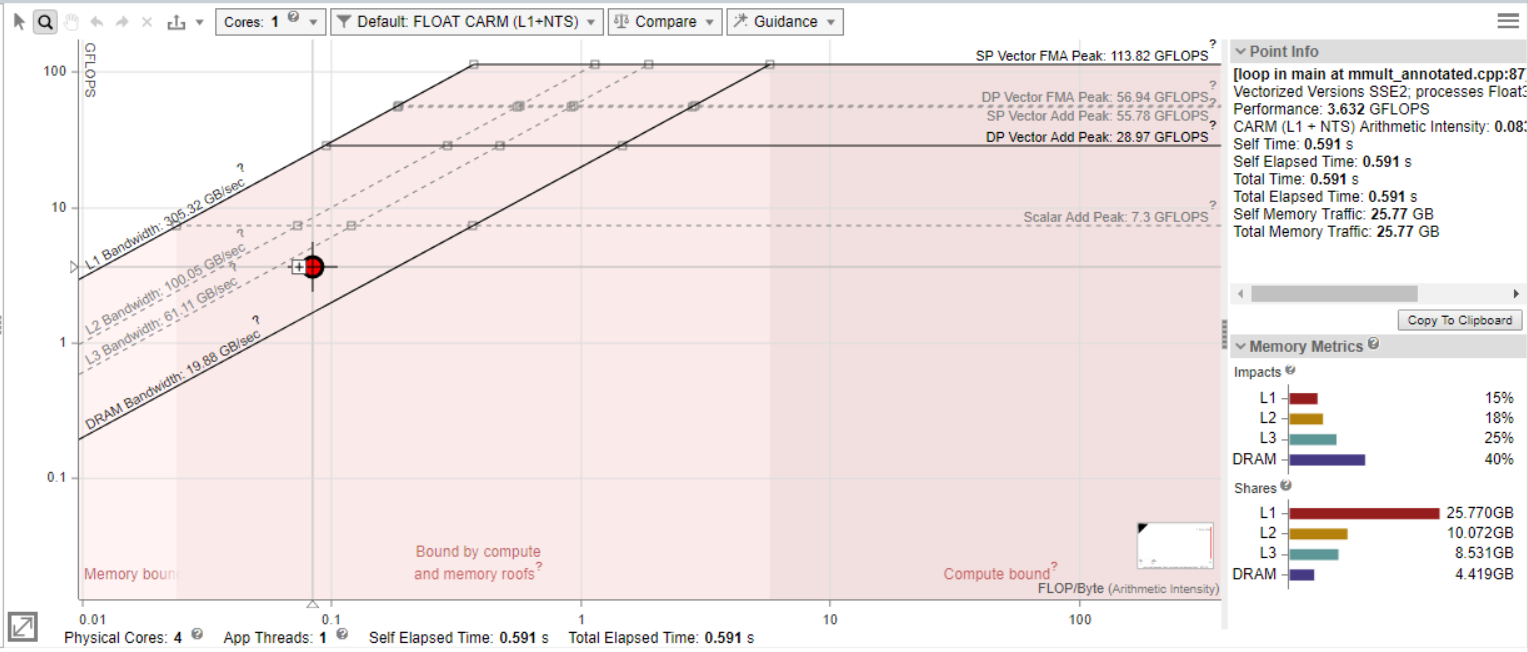 Cores: 1
Default: FLOAT CARM (L1+NTS)
Compare
Guidance
GFLOPS
100
10
1
0.1
SP Vector FMA Peak: 113.82 GFLOPS ?
DP Vector FMA Peak: 56.94 GFLOPS ?
SP Vector Add Peak: 55.78 GFLOPS ?
DP Vector Add Peak: 28.97 GFLOPS ?
Scalar Add Peak: 7.3 GFLOPS ?
L1 Bandwidth: 305.32 GB/sec ?
L2 Bandwidth: 100.05 GB/sec ?
L3 Bandwidth: 61.11 GB/sec ?
DRAM Bandwidth: 19.88 GB/sec ?
Memory boun
Bound by compute
and memory roofs ?
Compute bound ?
FLOP/Byte (Arithmetic Intensity)
0.01
0.1
1
10
100
Physical Cores: 4 ? App Threads: 1 ? Self Elapsed Time: 0.591 s Total Elapsed Time: 0.591 s
Point Info
[loop in main at mmult_annotated.cpp:87
Vectorized Versions SSE2; processes Float3
Performance: 3.632 GFLOPS
CARM (L1 + NTS) Arithmetic Intensity: 0.083
Self Time: 0.591 s
Self Elapsed Time: 0.591 s
Total Time: 0.591 s
Total Elapsed Time: 0.591 s
Self Memory Traffic: 25.77 GB
Total Memory Traffic: 25.77 GB
Copy To Clipboard
Memory Metrics ?
Impacts ?
L1 15%
L2 18%
L3 25%
DRAM 40%
Shares ?
L1 25.770GB
L2 10.072GB
L3 8.531GB
DRAM 4.419GB